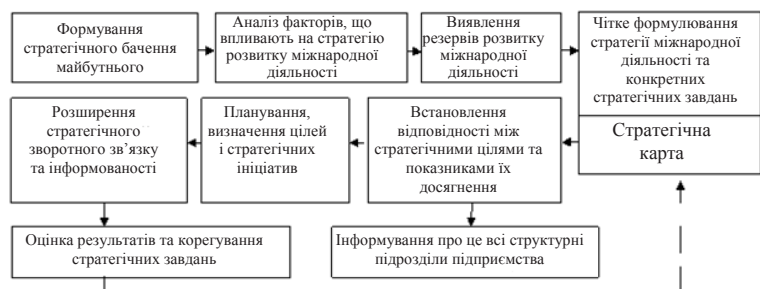 Формування
стратегічного бачення
майбутнього
Аналіз факторів, що
впливають на стратегію
розвитку міжнародної
діяльності
Виявлення
резервів розвитку
міжнародної
діяльності
Чітке формулювання
стратегії міжнародної
діяльності та
конкретних
стратегічних завдань
Стратегічна
карта
Встановлення
відповідності між
стратегічними цілями та
показниками їх
досягнення
Планування,
визначення цілей
і стратегічних
ініціатив
Розширення
стратегічного
зворотного зв’язку
та інформованості
Оцінка результатів та корегування
стратегічних завдань
Інформування про це всі структурні
підрозділи підприємства